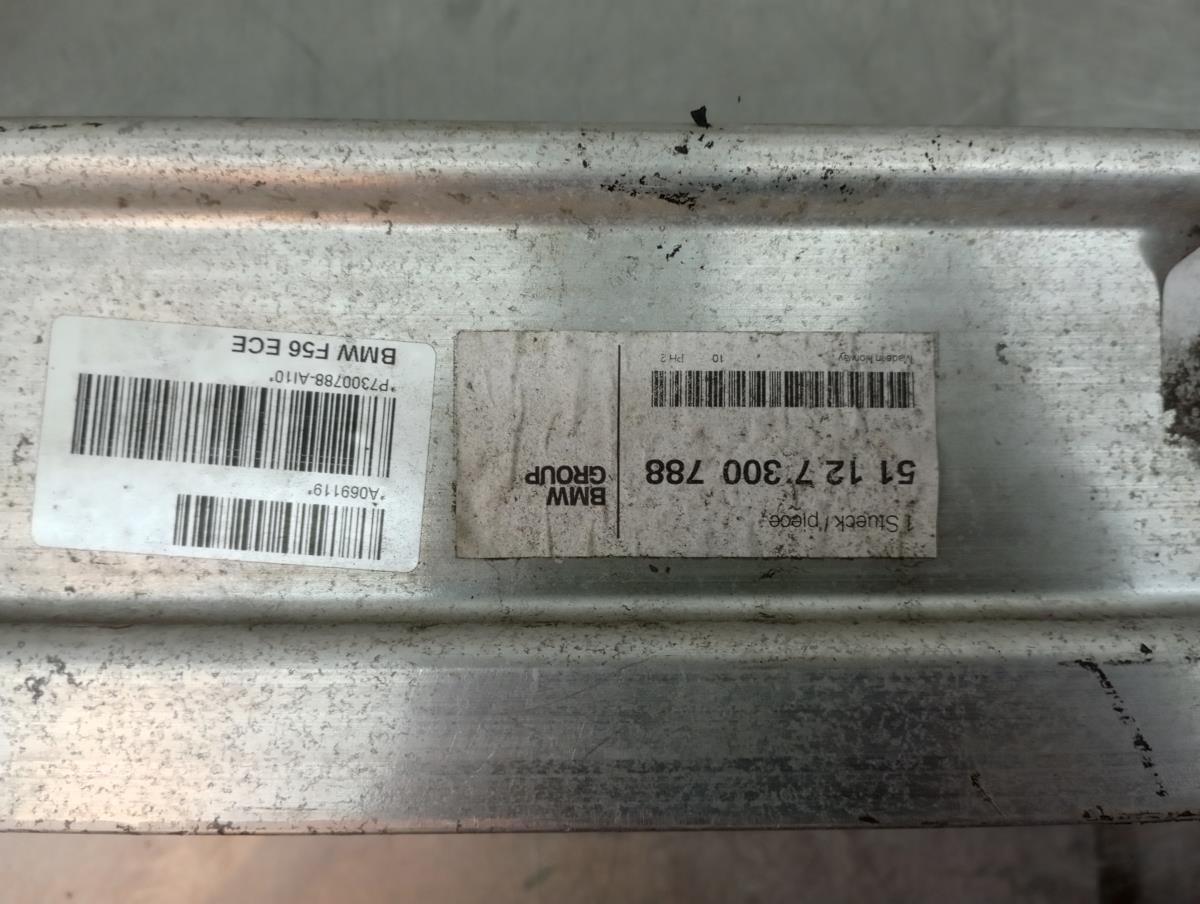 BMW F56 ECE
*P7300788-AI10*
*A069119*
1 Stueck / piece
51 12 7 300 788
BMW
GROUP
Made in Norway 10 PH 2